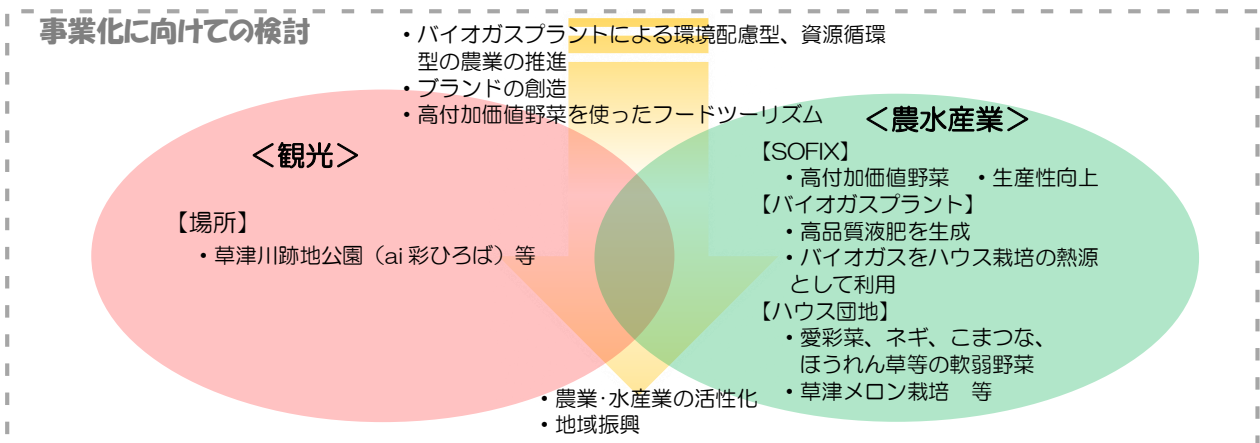 事業化に向けての検討
・バイオガスプラントによる環境配慮型、資源循環
型の農業の推進
・ブランドの創造
・高付加価値野菜を使ったフードツーリズム
＜観光＞
【場所】
・草津川跡地公園（ai彩ひろば）等
＜農水産業＞
【SOFIX】
・高付加価値野菜　・生産性向上
【バイオガスプラント】
・高品質液肥を生成
・バイオガスをハウス栽培の熱源
として利用
【ハウス団地】
・愛彩菜、ネギ、こまつな、
ほうれん草等の軟弱野菜
・草津メロン栽培　等
・農業・水産業の活性化
・地域振興